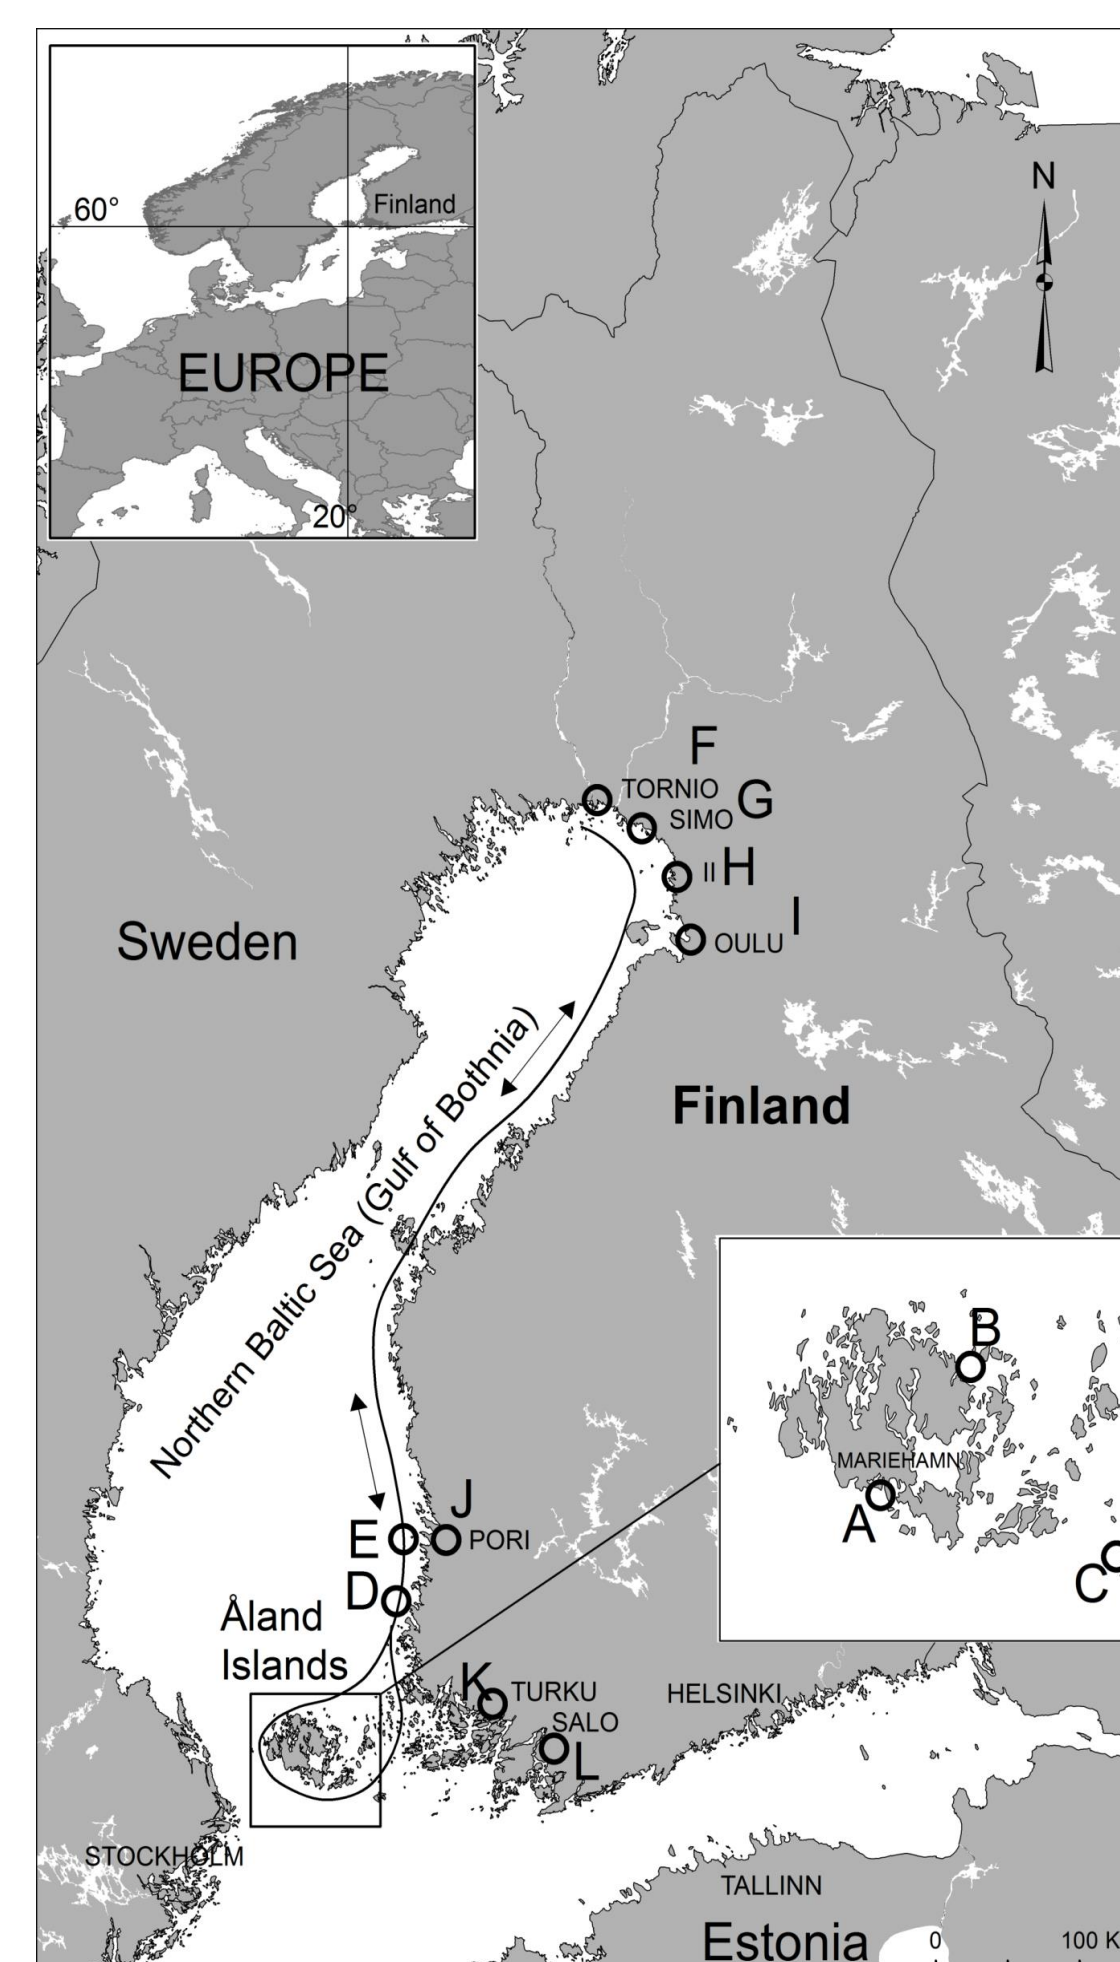 60°
Finland
EUROPE
20°
N
F
TORNIO
SIMO G
II H
I
OULU
Sweden
Northern Baltic Sea (Gulf of Bothnia)
Finland
B
MARIEHAMN
A
C
J
E
PORI
D
Åland
Islands
K
TURKU
HELSINKI
SALO
L
STOCKHOLM
TALLINN
Estonia
0
100 K